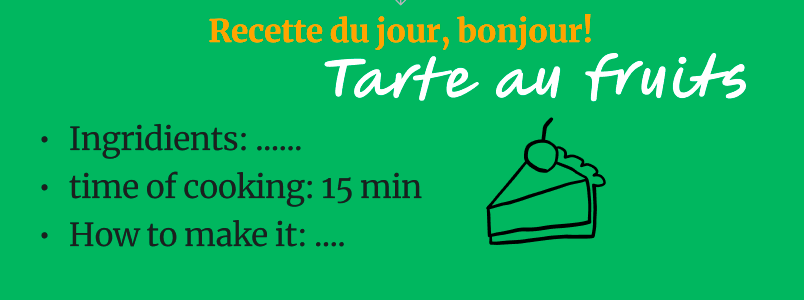 Recette du jour, bonjour!
Tarte au fruits
• Ingridients: ......
• time of cooking: 15 min
• How to make it: ....